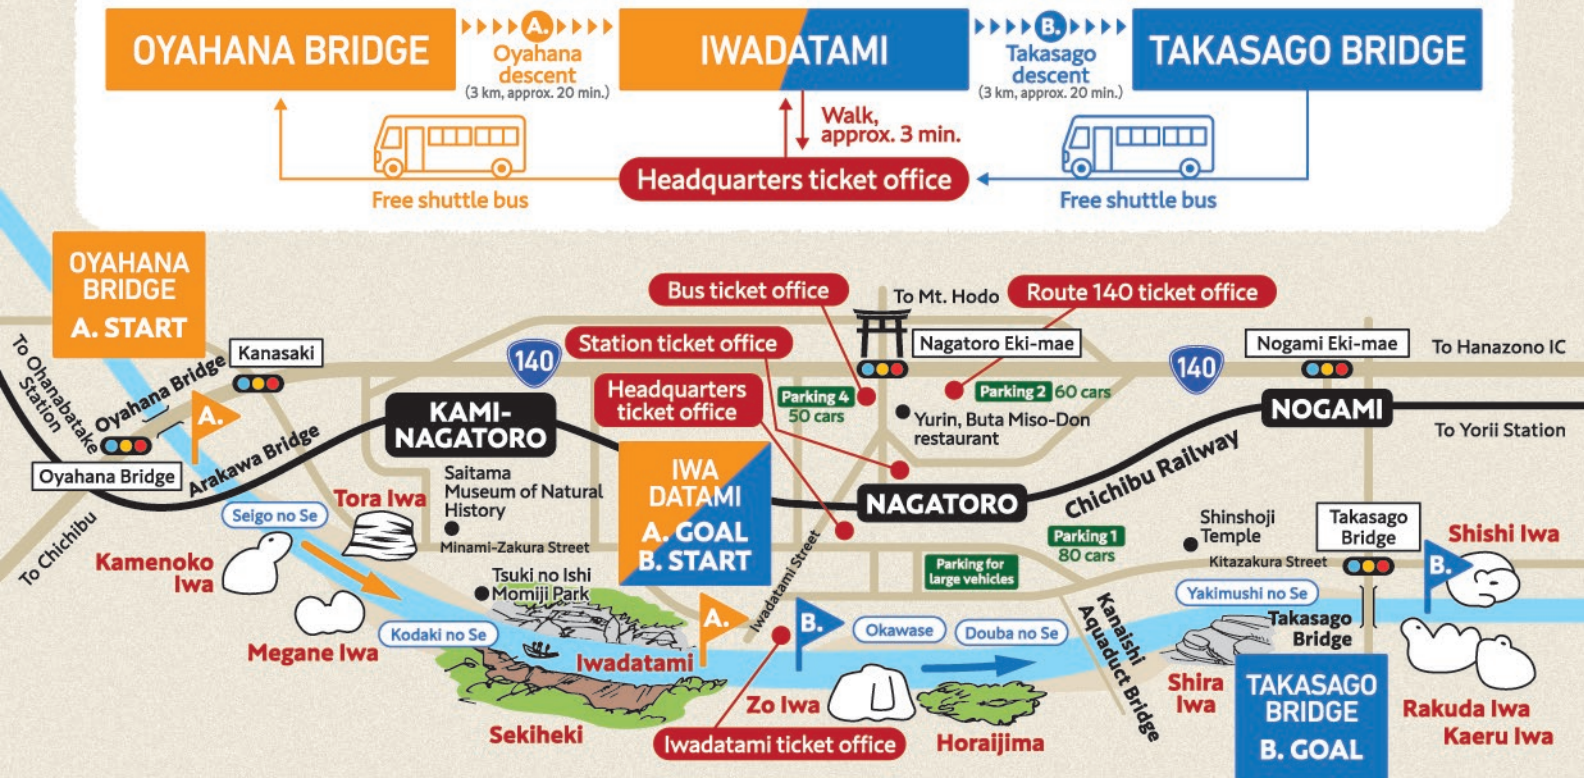 OYAHANA BRIDGE
A.
Oyahana
descent
(3 km, approx. 20 min.)
IWADATAMI
B.
Takasago
descent
(3 km, approx. 20 min.)
TAKASAGO BRIDGE
Walk,
approx. 3 min.
Headquarters ticket office
Free shuttle bus
Free shuttle bus
OYAHANA
BRIDGE
A. START
Bus ticket office
To Mt. Hodo
Route 140 ticket office
Kanasaki
140
Station ticket office
Nagatoro Eki-mae
140
Nogami Eki-mae
To Hanazono IC
To Ohanabatake
Station
Oyahana Bridge
A.
Headquarters
ticket office
Parking 4
50 cars
Parking 2 60 cars
Yurin, Buta Miso-Don
restaurant
KAMI-
NAGATORO
NOGAMI
To Yorii Station
Oyahana Bridge
Arakawa Bridge
Chichibu Railway
To Chichibu
Saitama
Museum of Natural
History
Minami-Zakura Street
IWA
DATAMI
A. GOAL
B. START
NAGATORO
Tora Iwa
Seigo no Se
Kamenoko
Iwa
Megane Iwa
Kodaki no Se
Tsuki no Ishi
Momiji Park
Iwadatami Street
Parking for
large vehicles
Parking 1
80 cars
Shinshoji
Temple
Kitazakura Street
Takasago
Bridge
Shishi Iwa
B.
Yakimushi no Se
Takasago
Bridge
A.
B.
Okawase
Douba no Se
Kanaishi
Aquaduct Bridge
Iwadatami
Sekiheki
Zo Iwa
Iwadatami ticket office
Horaijima
Shira
Iwa
TAKASAGO
BRIDGE
B. GOAL
Rakuda Iwa
Kaeru Iwa